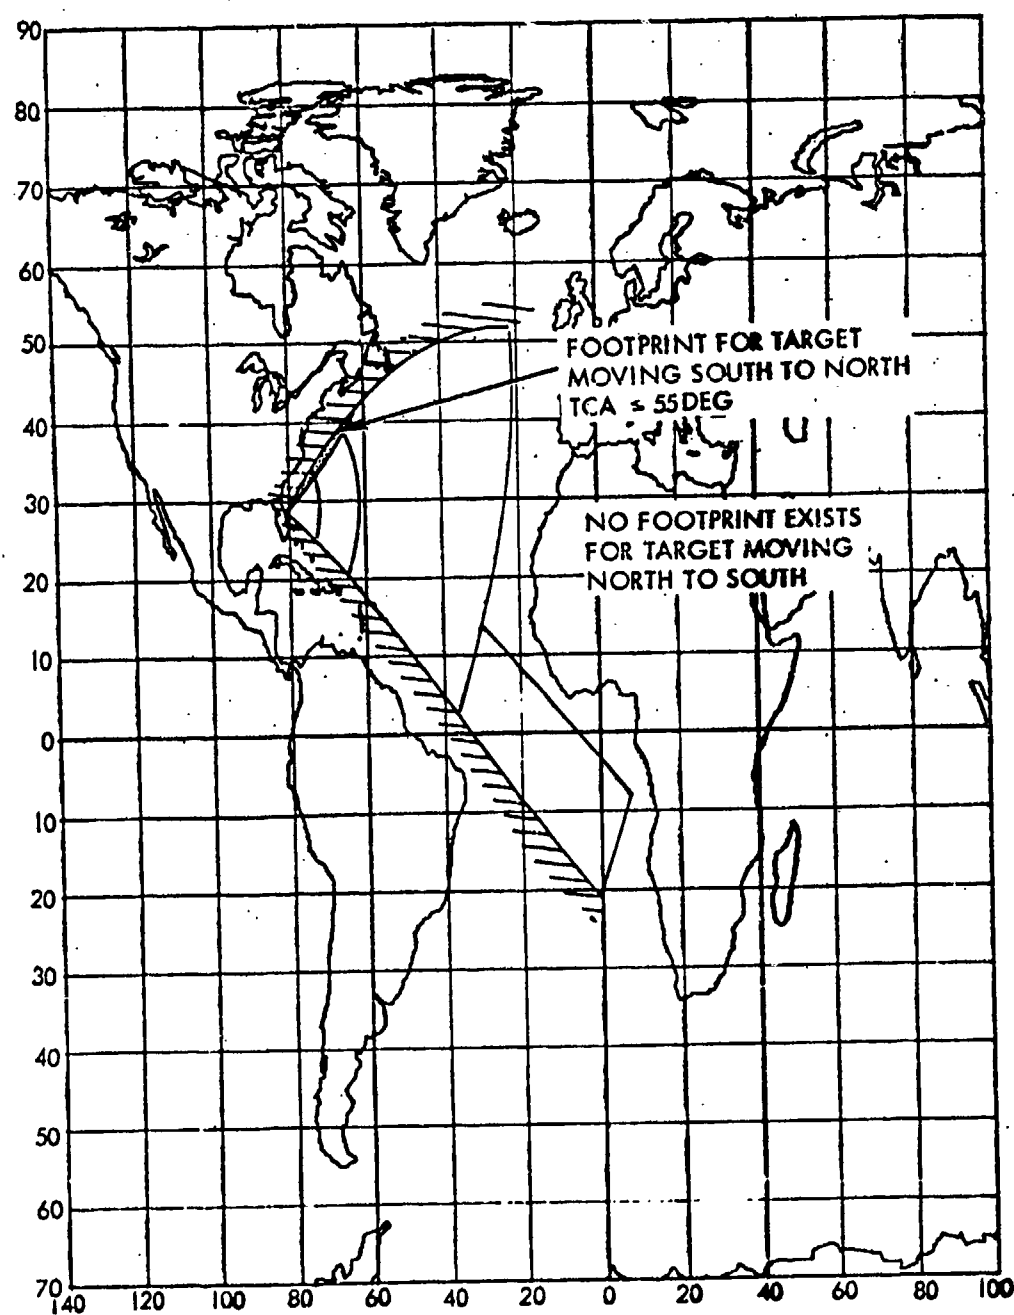 90
80
70
60
50
FOOTPRINT FOR TARGET
MOVING SOUTH TO NORTH
TCA ≤ 55 DEG
40
30
NO FOOTPRINT EXISTS
FOR TARGET MOVING
NORTH TO SOUTH
20
10
0
10
20
30
40
50
60
70
140 120 100 80 60 40 20 0 20 40 60 80 100